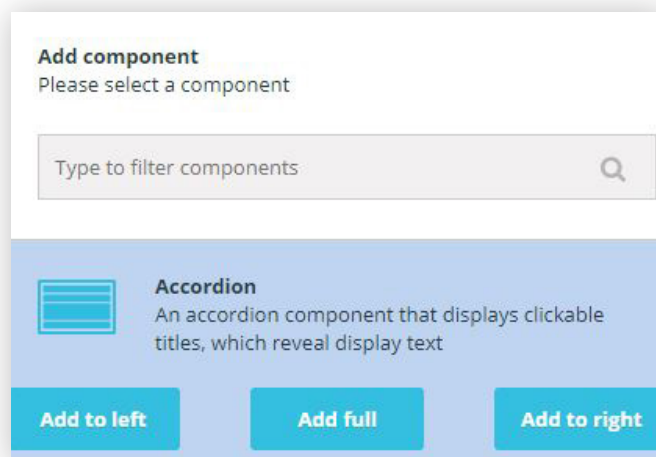 Add component
Please select a component
Type to filter components
Accordion
An accordion component that displays clickable
titles, which reveal display text
Add to left
Add full
Add to right